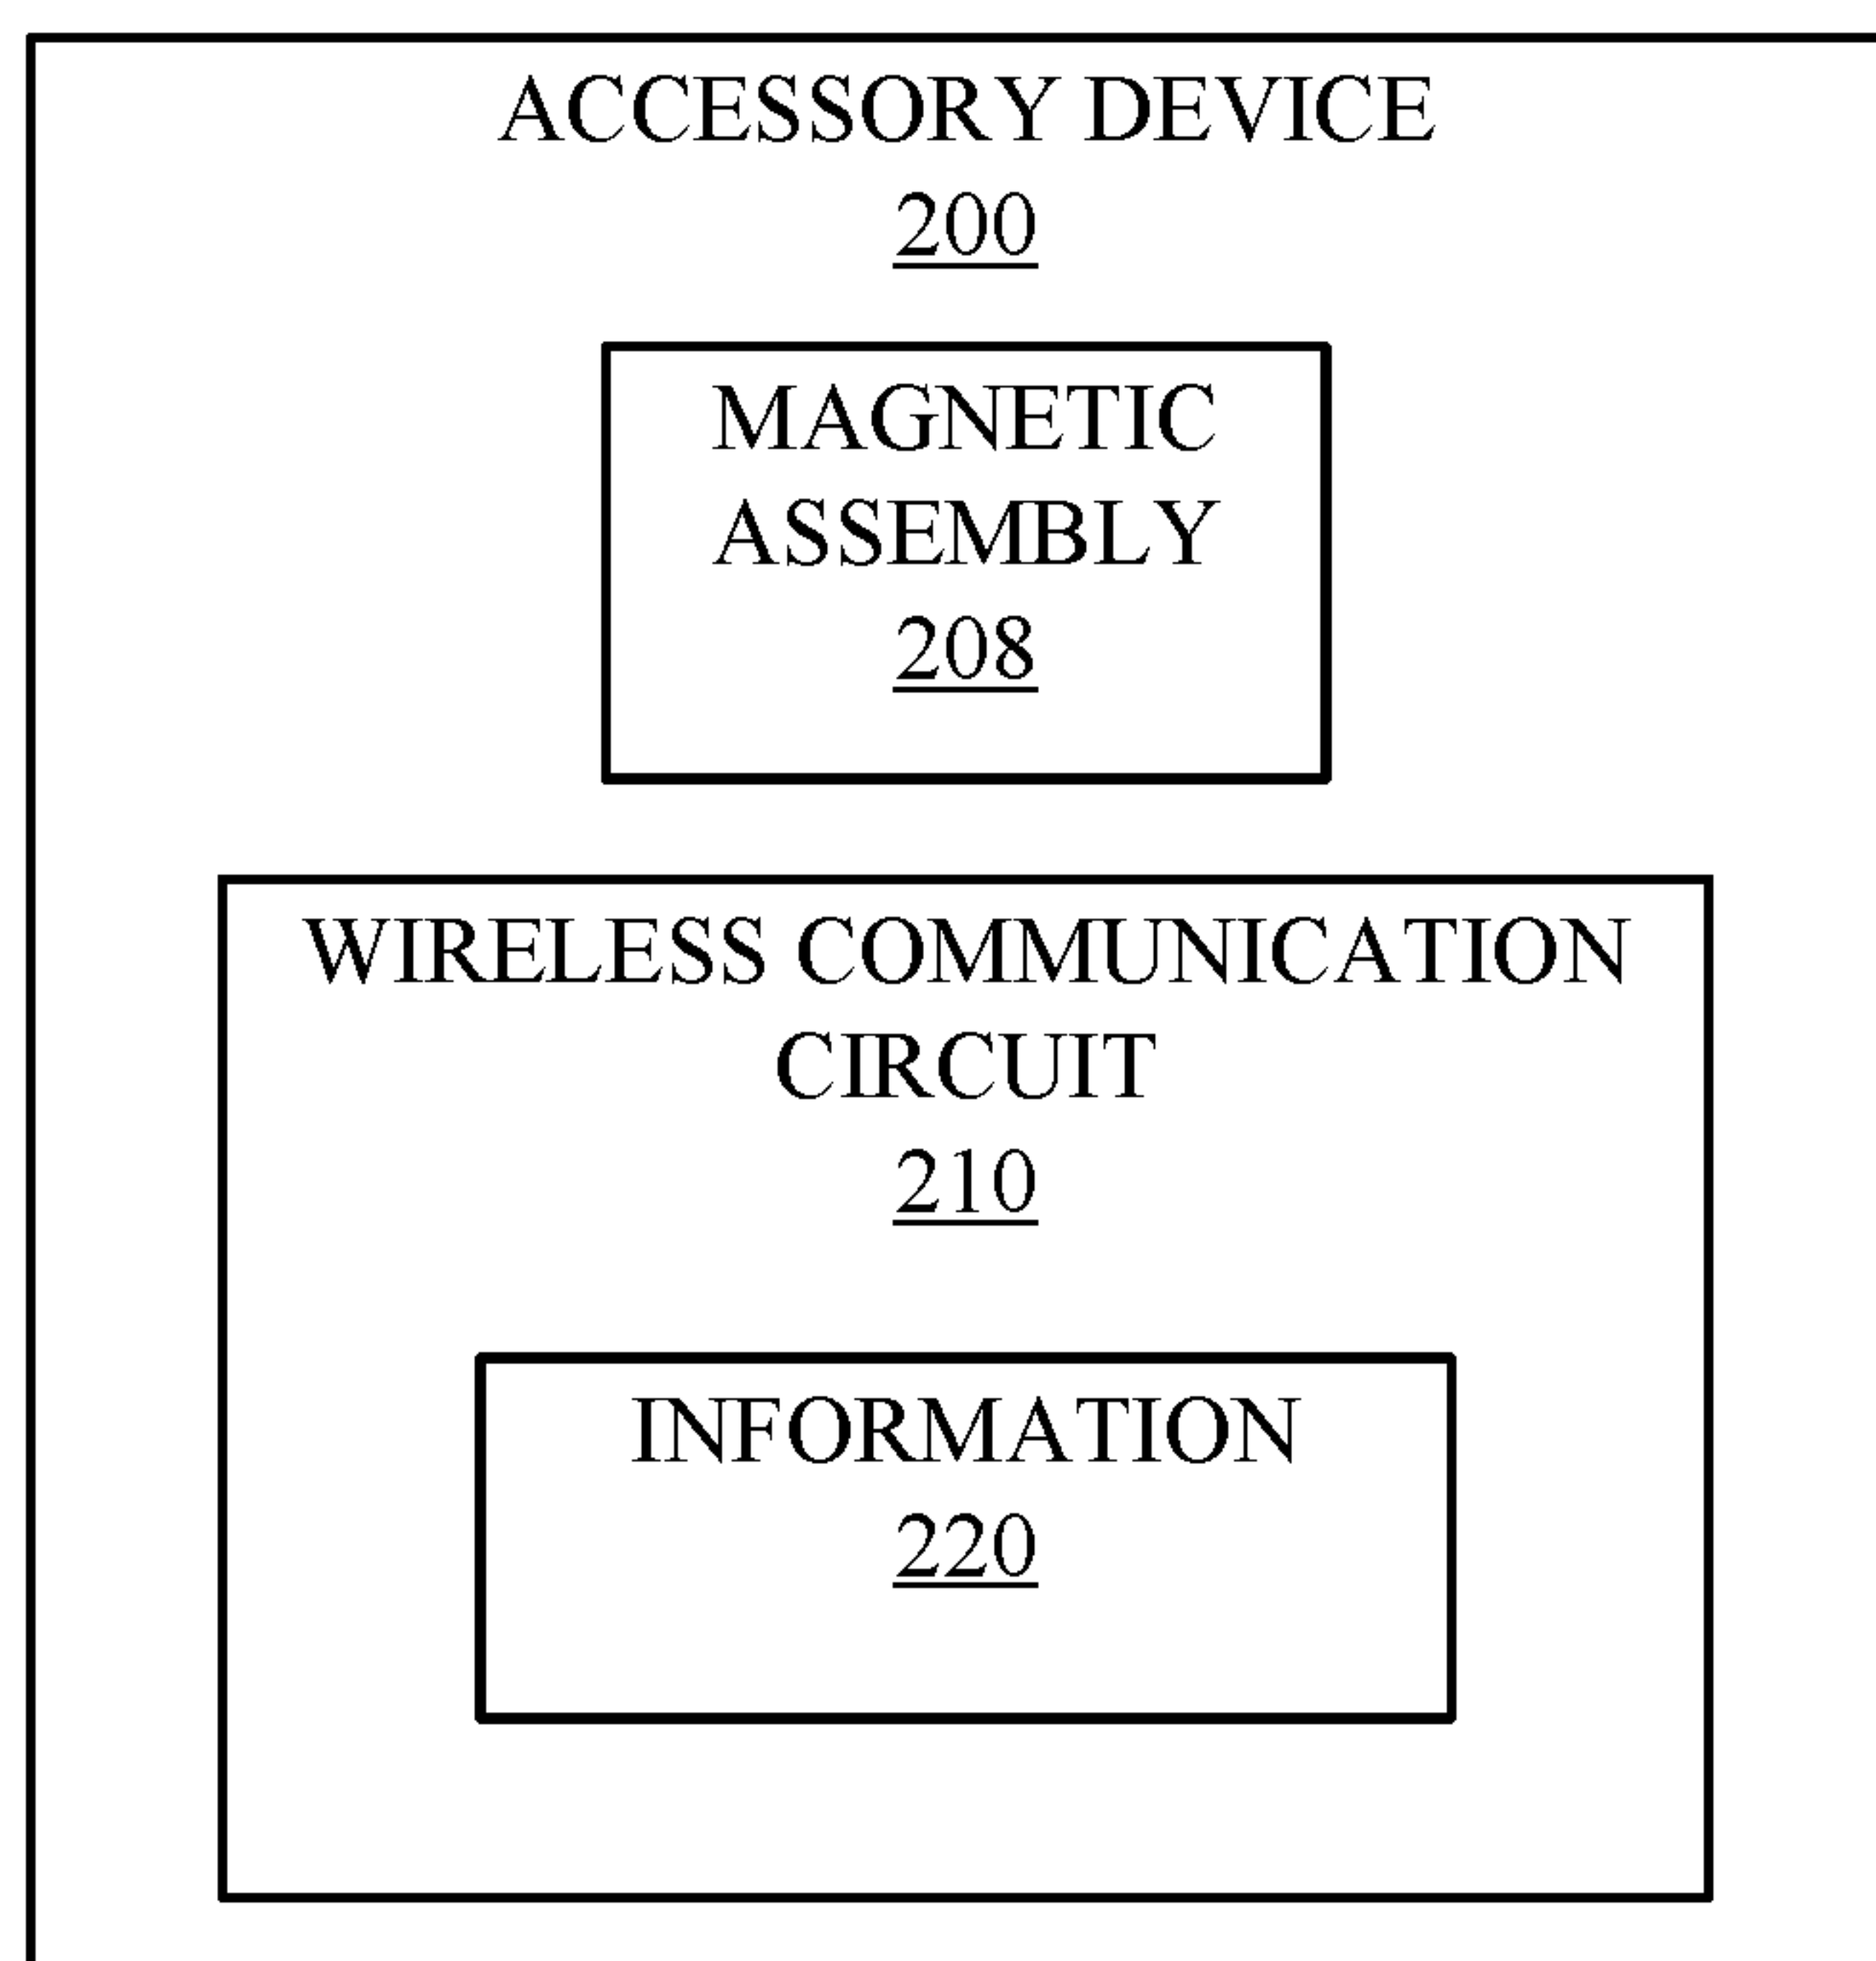 ACCESSORY DEVICE
200
MAGNETIC
ASSEMBLY
208
WIRELESS COMMUNICATION
CIRCUIT
210
INFORMATION
220